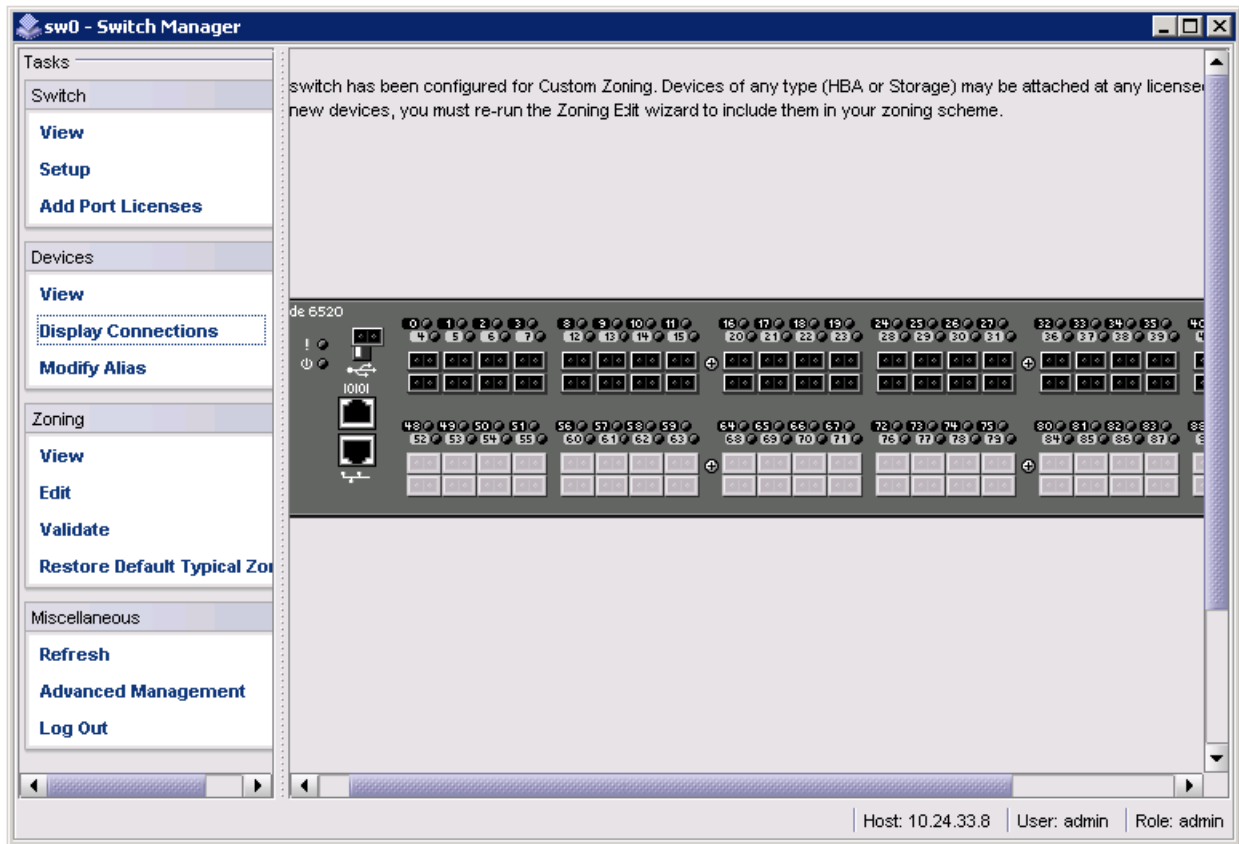 sw0 - Switch Manager
Tasks
Switch
View
Setup
Add Port Licenses
Devices
View
Display Connections
Modify Alias
Zoning
View
Edit
Validate
Restore Default Typical Zo
Miscellaneous
Refresh
Advanced Management
Log Out
switch has been configured for Custom Zoning. Devices of any type (HBA or Storage) may be attached at any license
new devices, you must re-run the Zoning Edit wizard to include them in your zoning scheme.
de 6520
0 1 2 3 8 9 10 11 16 17 18 19 24 25 26 27 32 33 34 35
4 5 6 7 12 13 14 15 20 21 22 23 28 29 30 31 36 37 38 39
!
10101
48 49 50 51 56 57 58 59 64 65 66 67 72 73 74 75 80 81 82 83
52 53 54 55 60 61 62 63 68 69 70 71 76 77 78 79 84 85 86 87
Host: 10.24.33.8 User: admin Role: admin